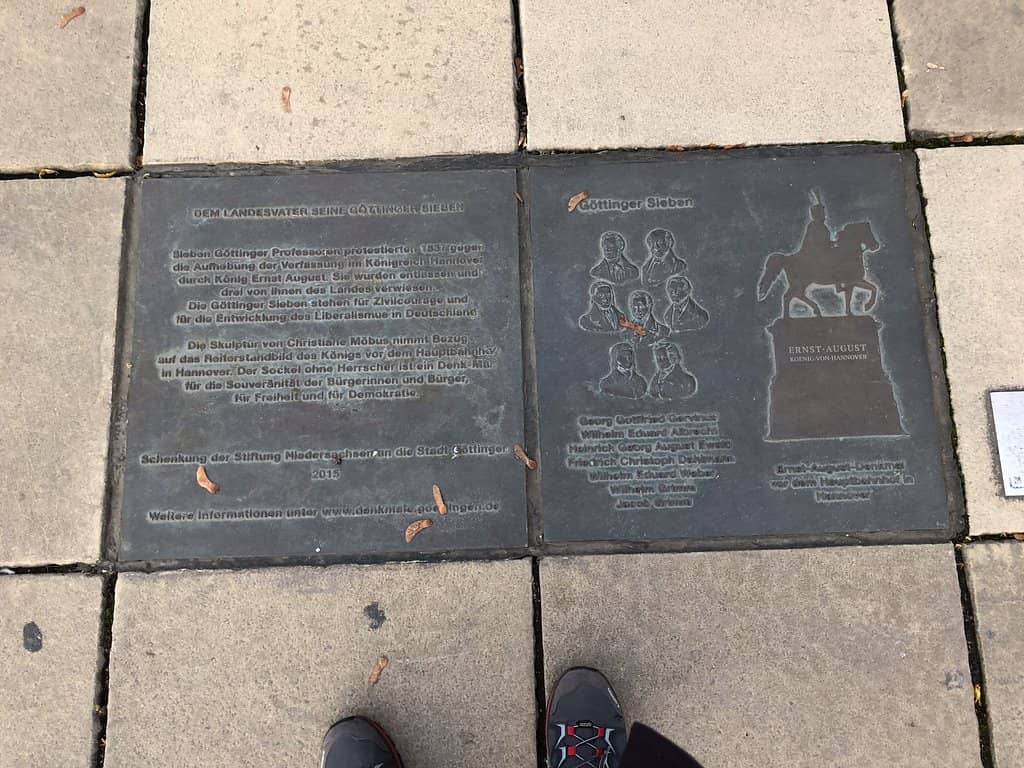 DEM LANDESVATER SEINE GÖTTINGER SIEBEN
Sieben Göttinger Professoren protestierten 1837 gegen
die Aufhebung der Verfassung im Königreich Hannover
durch König Ernst August. Sie wurden entlassen und
drei von ihnen des Landes verwiesen.
Die Göttinger Sieben stehen für Zivilcourage und
für die Entwicklung des Liberalismus in Deutschland
Die Skulptur von Christiane Möbus nimmt Bezug
auf das Reiterstandbild des Königs vor dem Hauptbahnhof
in Hannover. Der Sockel ohne Herrscher ist ein Denk-Mal
für die Souveränität der Bürgerinnen und Bürger,
für Freiheit und für Demokratie.
Schenkung der Stiftung Niedersachsen an die Stadt Göttingen
2015
Weitere Informationen unter www.denkmale.goettingen.de
Göttinger Sieben
Georg Gottfried Gervinus
Wilhelm Eduard Albrecht
Heinrich Georg August Ewald
Friedrich Christoph Dahlmann
Wilhelm Eduard Weber
Wilhelm Grimm
Jacob Grimm
ERNST·AUGUST
KOENIG·VON·HANNOVER
Ernst-August-Denkmal
vor dem Hauptbahnhof in
Hannover